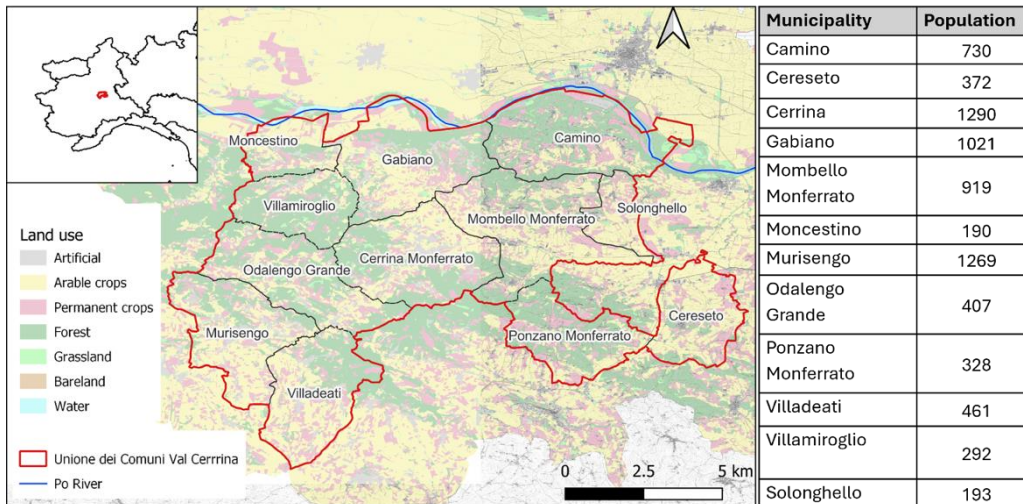 Moncestino
Gabiano
Camino
Villamiroglio
Mombello Monferrato
Solonghello
Odalengo Grande
Cerrina Monferrato
Murisengo
Ponzano Monferrato
Cereseto
Villadeati
Land use
Artificial
Arable crops
Permanent crops
Forest
Grassland
Bareland
Water
Unione dei Comuni Val Cerrrina
Po River
0 2.5 5 km
Municipality Population
Camino 730
Cereseto 372
Cerrina 1290
Gabiano 1021
Mombello
Monferrato 919
Moncestino 190
Murisengo 1269
Odalengo
Grande 407
Ponzano
Monferrato 328
Villadeati 461
Villamiroglio 292
Solonghello 193